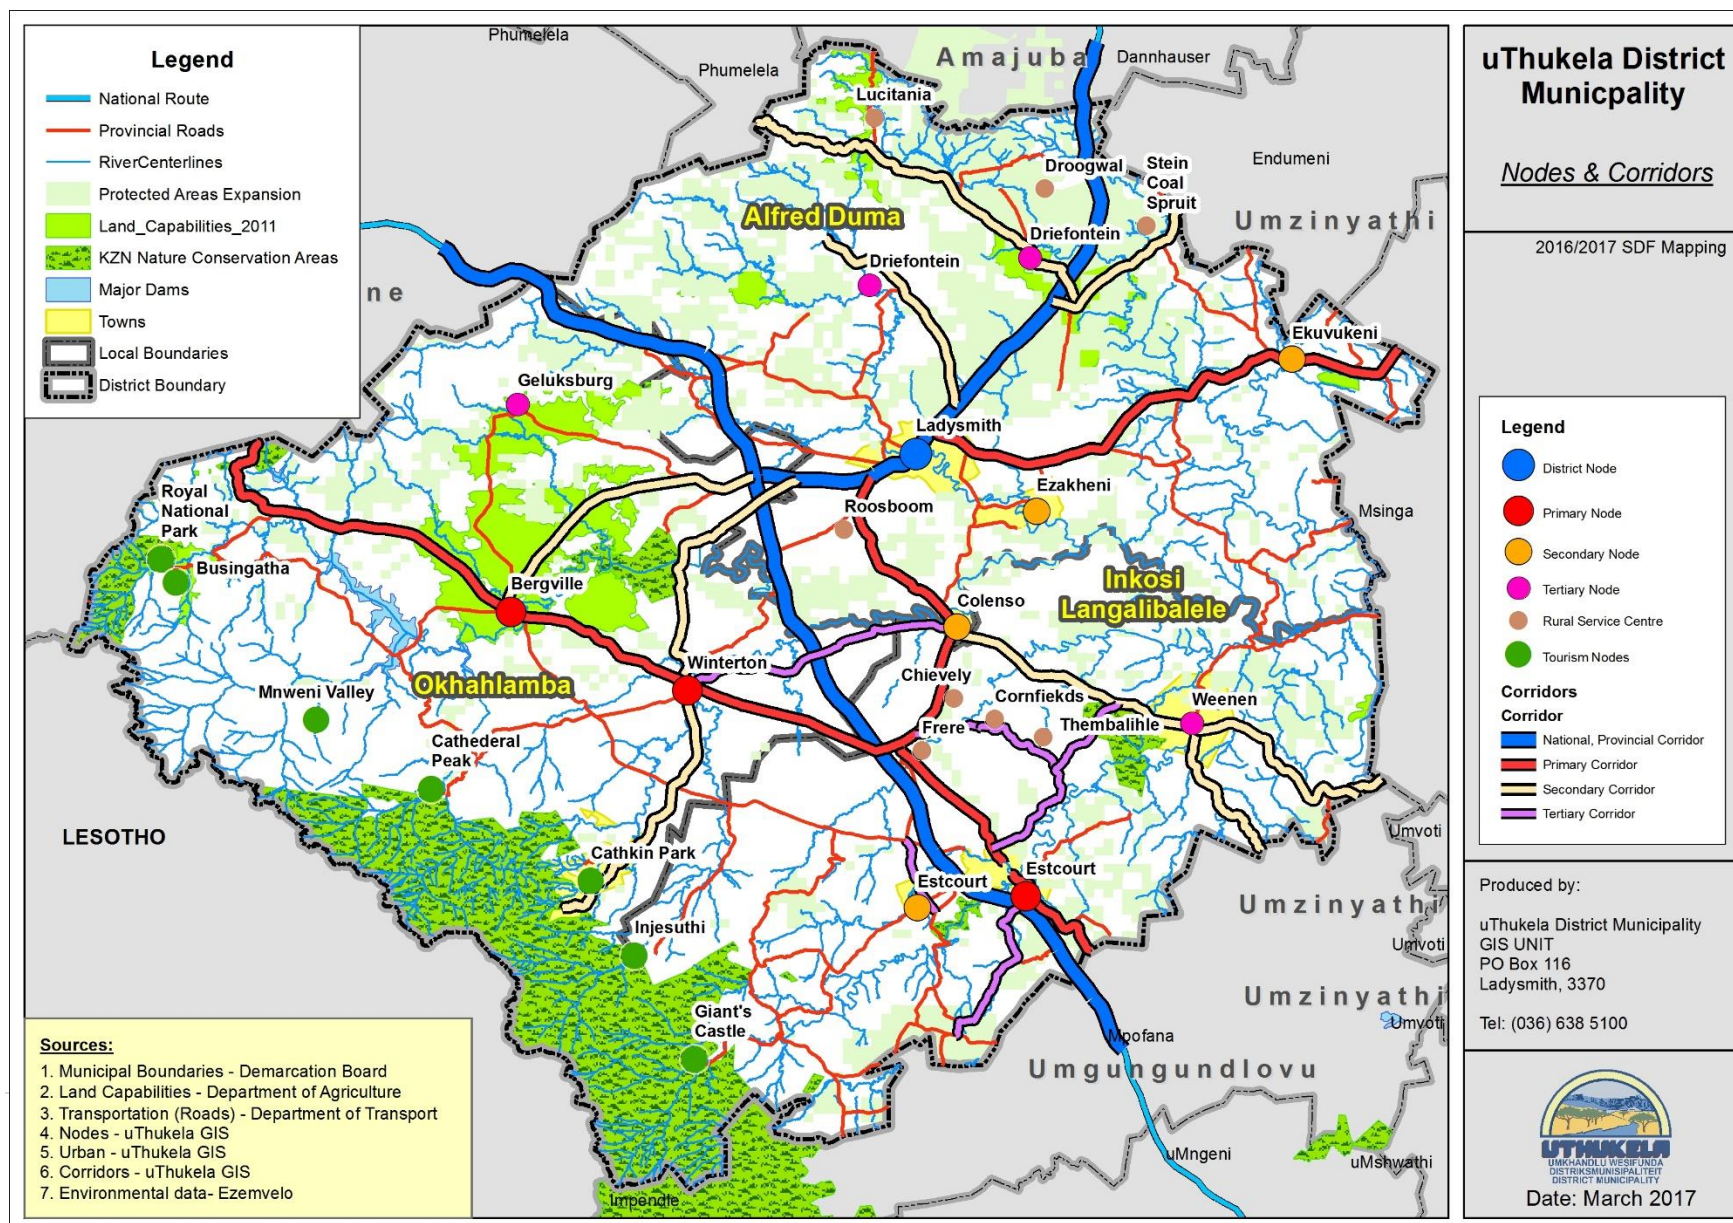 Legend
National Route
Provincial Roads
RiverCenterlines
Protected Areas Expansion
Land_Capabilities_2011
KZN Nature Conservation Areas
Major Dams
Towns
Local Boundaries
District Boundary
Phumelela
Phumelela
Amajuba
Dannhauser
Endumeni
Umzinyathi
Lucitania
Droogwal
Stein
Coal
Spruit
Alfred Duma
Driefontein
Driefontein
ne
Ekuvukeni
Geluksburg
Ladysmith
Ezakheni
Roosboom
Msinga
Royal
National
Park
Busingatha
Bergville
Inkosi
Langalibalele
Colenso
Winterton
Okhahlamba
Mnweni Valley
Chievely
Cornfiekds
Weenen
Thembalihle
Frere
Cathederal
Peak
LESOTHO
Umvoti
Cathkin Park
Estcourt
Estcourt
Umzinyathi
Injesuthi
Umvoti
Umzinyathi
Giant's
Castle
Umvoti
Mpofana
Umgungundlovu
uMngeni
uMshwathi
Impendle
Sources:
1. Municipal Boundaries - Demarcation Board
2. Land Capabilities - Department of Agriculture
3. Transportation (Roads) - Department of Transport
4. Nodes - uThukela GIS
5. Urban - uThukela GIS
6. Corridors - uThukela GIS
7. Environmental data- Ezemvelo
uThukela District
Municpality
Nodes & Corridors
2016/2017 SDF Mapping
Legend
District Node
Primary Node
Secondary Node
Tertiary Node
Rural Service Centre
Tourism Nodes
Corridors
Corridor
National, Provincial Corridor
Primary Corridor
Secondary Corridor
Tertiary Corridor
Produced by:
uThukela District Municipality
GIS UNIT
PO Box 116
Ladysmith, 3370
Tel: (036) 638 5100
UTHUKELA
UMKHANDLU WESIFUNDA
DISTRIKSMUNISIPALITEIT
DISTRICT MUNICIPALITY
Date: March 2017